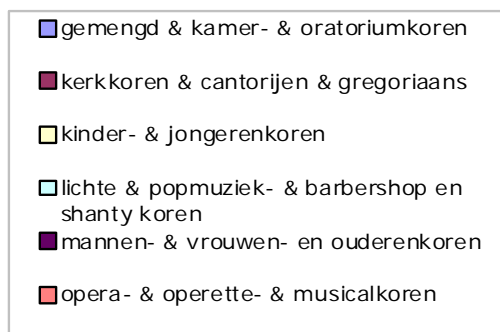 gemengd & kamer- & oratoriumkoren
kerkkoren & cantorijen & gregoriaans
kinder- & jongerenkoren
lichte & popmuziek- & barbershop en
shanty koren
mannen- & vrouwen- en ouderenkoren
opera- & operette- & musicalkoren